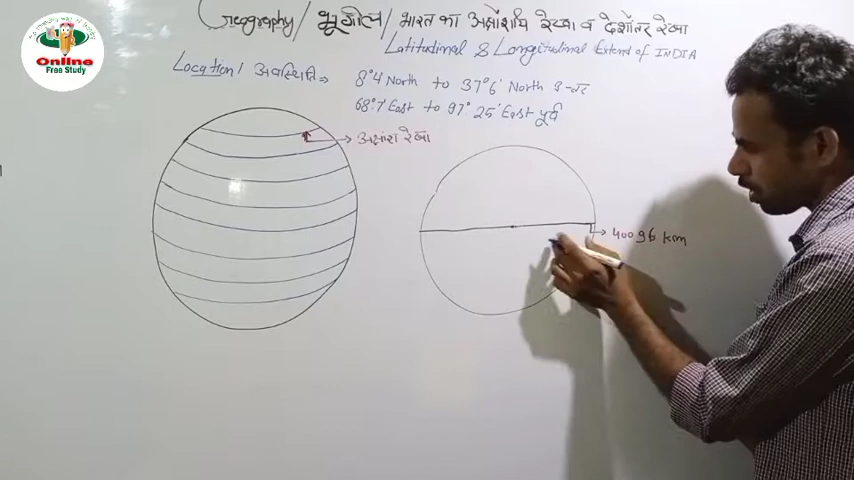 Geography/ भूगोल/ भारत का अक्षांशीय रेखा व देशांतर रेखा
Latitudinal & Longitudinal Extend of INDIA
Location/ अवस्थिति⇒ 8°4 North to 37°6' North उत्तर
68°7' East to 97° 25' East पूर्व
अक्षांश रेखा
40096 km
Online
Free Study